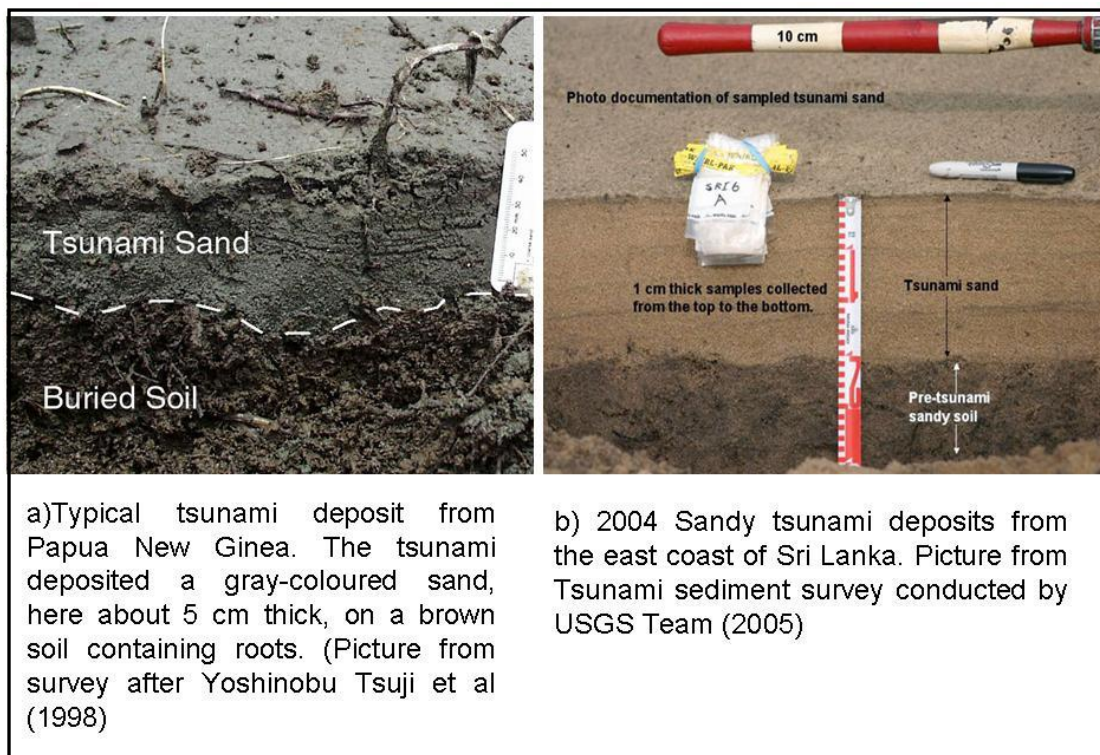 Tsunami Sand
Buried Soil
10 cm
Photo documentation of sampled tsunami sand
SRI 6
A
1 cm thick samples collected
from the top to the bottom.
Tsunami sand
Pre-tsunami
sandy soil
a)Typical tsunami deposit from
Papua New Ginea. The tsunami
deposited a gray-coloured sand,
here about 5 cm thick, on a brown
soil containing roots. (Picture from
survey after Yoshinobu Tsuji et al
(1998)
b) 2004 Sandy tsunami deposits from
the east coast of Sri Lanka. Picture from
Tsunami sediment survey conducted by
USGS Team (2005)